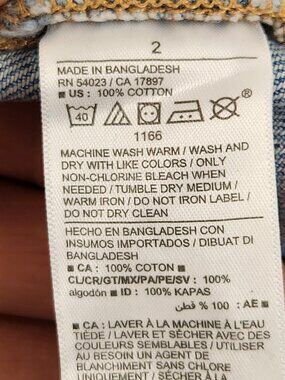 2
MADE IN BANGLADESH
RN 54023 / CA 17897
■ US : 100% COTTON
40
®
1166
MACHINE WASH WARM / WASH AND
DRY WITH LIKE COLORS / ONLY
NON-CHLORINE BLEACH WHEN
NEEDED / TUMBLE DRY MEDIUM /
WARM IRON / DO NOT IRON LABEL /
DO NOT DRY CLEAN
HECHO EN BANGLADESH CON
INSUMOS IMPORTADOS / DIBUAT DI
BANGLADESH
■ CA : 100% COTON ■
CL/CR/GT/MX/PA/PE/SV: 100%
algodón ■ ID : 100% KAPAS
■ AE : 100 % قطن
■ CA : LAVER À LA MACHINE À L'EAU
TIÈDE / LAVER ET SÉCHER AVEC DES
COULEURS SEMBLABLES / UTILISER
AU BESOIN UN AGENT DE
BLANCHIMENT SANS CHLORE
UNIQUEMENT / SÉCHER À LA